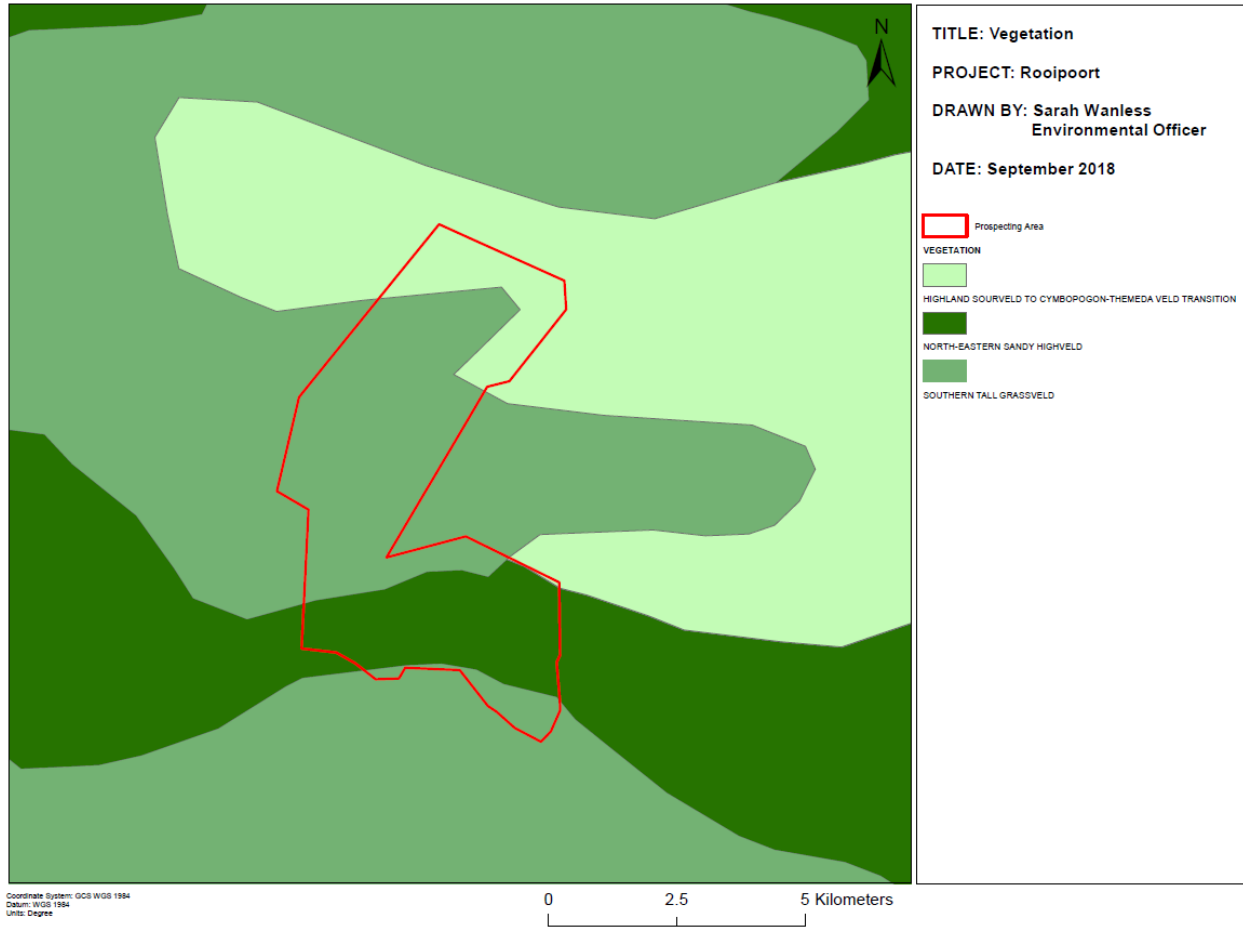 N
TITLE: Vegetation
PROJECT: Rooipoort
DRAWN BY: Sarah Wanless
Environmental Officer
DATE: September 2018
Prospecting Area
VEGETATION
HIGHLAND SOURVELD TO CYMBOPOGON-THEMEDA VELD TRANSITION
NORTH-EASTERN SANDY HIGHVELD
SOUTHERN TALL GRASSVELD
Coordinate System: GCS WGS 1984
Datum: WGS 1984
Units: Degree
0 2.5 5 Kilometers